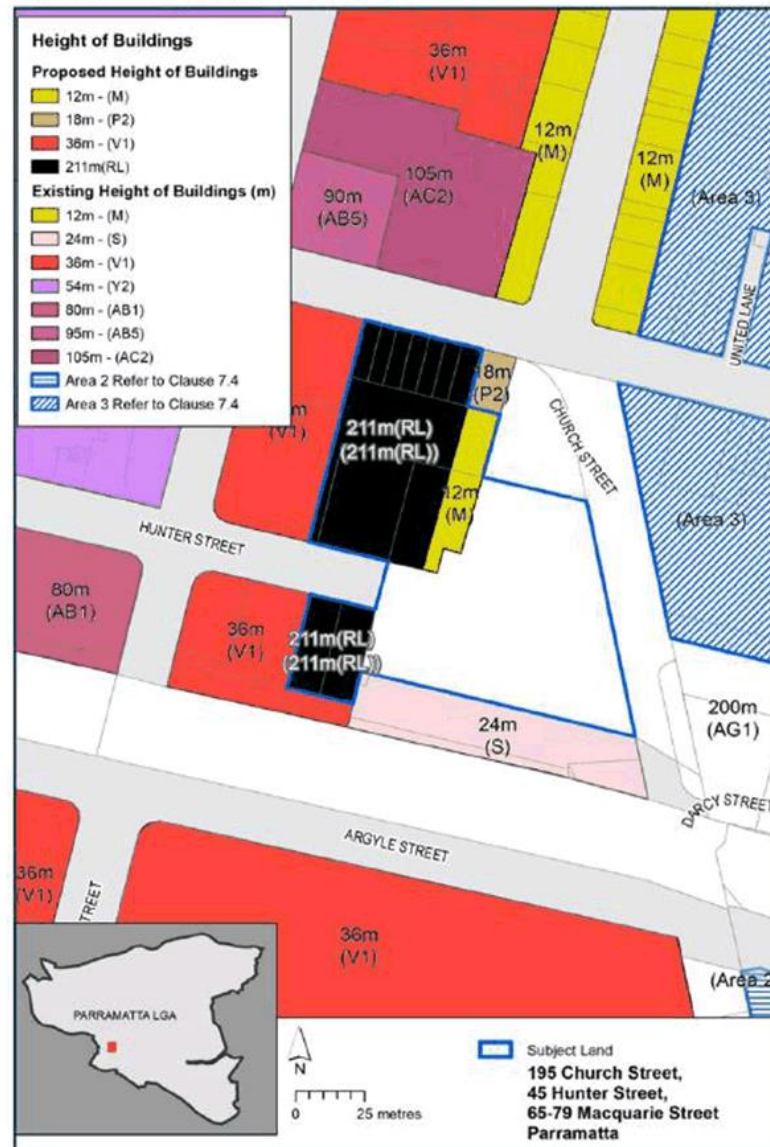 Height of Buildings
Proposed Height of Buildings
12m - (M)
18m - (P2)
36m - (V1)
211m(RL)
Existing Height of Buildings (m)
12m - (M)
24m - (S)
36m - (V1)
54m - (Y2)
80m - (AB1)
95m - (AB5)
105m - (AC2)
Area 2 Refer to Clause 7.4
Area 3 Refer to Clause 7.4
36m
(V1)
12m
(M)
12m
(M)
105m
(AC2)
90m
(AB5)
(Area 3)
UNITED LANE
18m
(P2)
(V1)
211m(RL)
(211m(RL))
CHURCH STREET
12m
(M)
(Area 3)
HUNTER STREET
80m
(AB1)
36m
(V1)
211m(RL)
(211m(RL))
24m
(S)
200m
(AG1)
DARCY STREET
ARGYLE STREET
36m
(V1)
STREET
36m
(V1)
(Area 2
PARRAMATTA LGA
N
0 25 metres
Subject Land
195 Church Street,
45 Hunter Street,
65-79 Macquarie Street
Parramatta